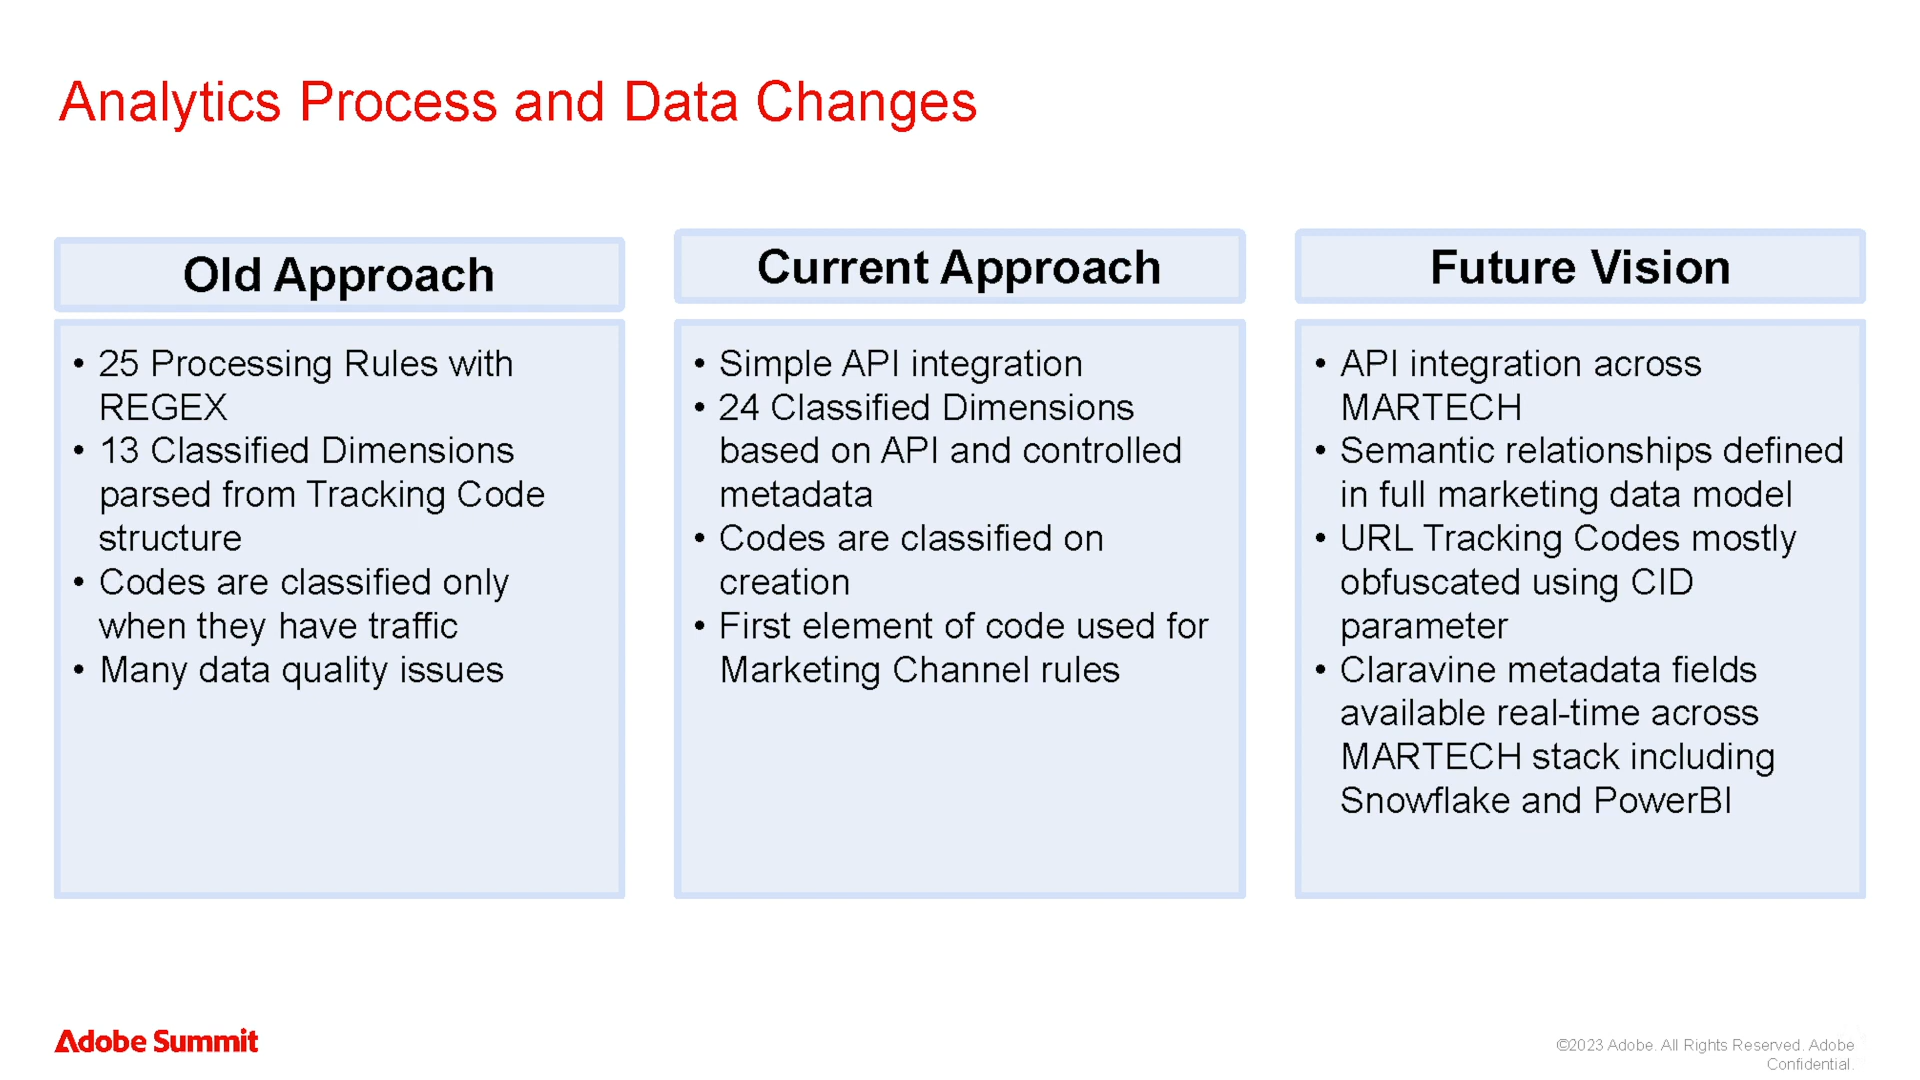 Analytics Process and Data Changes
Old Approach
• 25 Processing Rules with
REGEX
• 13 Classified Dimensions
parsed from Tracking Code
structure
• Codes are classified only
when they have traffic
• Many data quality issues
Current Approach
• Simple API integration
• 24 Classified Dimensions
based on API and controlled
metadata
• Codes are classified on
creation
• First element of code used for
Marketing Channel rules
Future Vision
• API integration across
MARTECH
• Semantic relationships defined
in full marketing data model
• URL Tracking Codes mostly
obfuscated using CID
parameter
• Claravine metadata fields
available real-time across
MARTECH stack including
Snowflake and PowerBI
Adobe Summit
©2023 Adobe. All Rights Reserved. Adobe
Confidential.